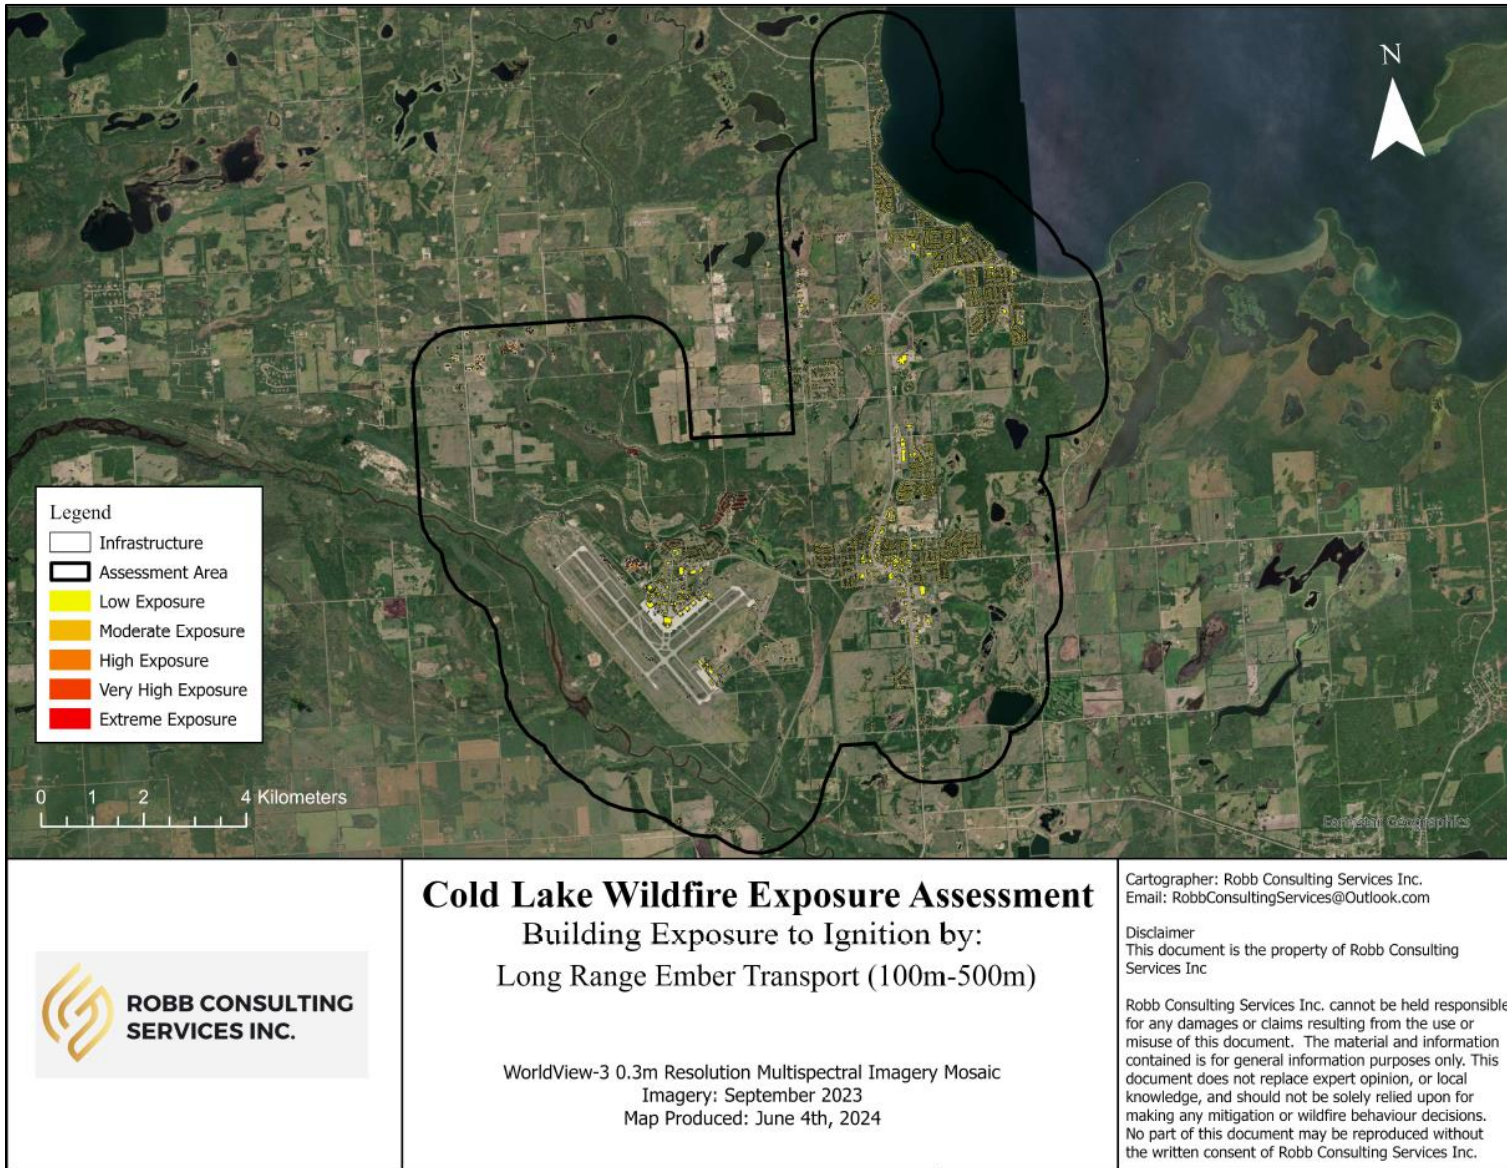 N
Legend
Infrastructure
Assessment Area
Low Exposure
Moderate Exposure
High Exposure
Very High Exposure
Extreme Exposure
0 1 2 4 Kilometers
Earthstar Geographics
ROBB CONSULTING
SERVICES INC.
Cold Lake Wildfire Exposure Assessment
Building Exposure to Ignition by:
Long Range Ember Transport (100m-500m)
WorldView-3 0.3m Resolution Multispectral Imagery Mosaic
Imagery: September 2023
Map Produced: June 4th, 2024
Cartographer: Robb Consulting Services Inc.
Email: RobbConsultingServices@Outlook.com
Disclaimer
This document is the property of Robb Consulting
Services Inc
Robb Consulting Services Inc. cannot be held responsible
for any damages or claims resulting from the use or
misuse of this document. The material and information
contained is for general information purposes only. This
document does not replace expert opinion, or local
knowledge, and should not be solely relied upon for
making any mitigation or wildfire behaviour decisions.
No part of this document may be reproduced without
the written consent of Robb Consulting Services Inc.